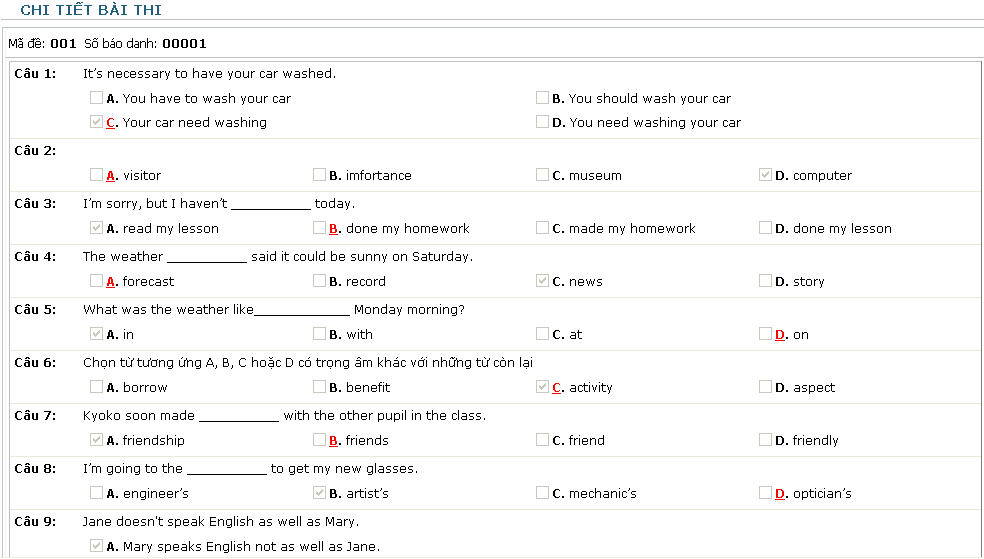 CHI TIẾT BÀI THI
Mã đề: 001 Số báo danh: 00001
Câu 1: It's necessary to have your car washed.
A. You have to wash your car B. You should wash your car
C. Your car need washing D. You need washing your car
Câu 2:
A. visitor B. imfortance C. museum D. computer
Câu 3: I'm sorry, but I haven't ____________ today.
A. read my lesson B. done my homework C. made my homework D. done my lesson
Câu 4: The weather ____________ said it could be sunny on Saturday.
A. forecast B. record C. news D. story
Câu 5: What was the weather like______________ Monday morning?
A. in B. with C. at D. on
Câu 6: Chọn từ tương ứng A, B, C hoặc D có trọng âm khác với những từ còn lại
A. borrow B. benefit C. activity D. aspect
Câu 7: Kyoko soon made ____________ with the other pupil in the class.
A. friendship B. friends C. friend D. friendly
Câu 8: I'm going to the ____________ to get my new glasses.
A. engineer's B. artist's C. mechanic's D. optician's
Câu 9: Jane doesn't speak English as well as Mary.
A. Mary speaks English not as well as Jane.